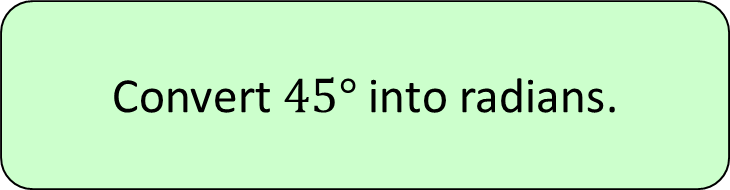 Convert 45° into radians.